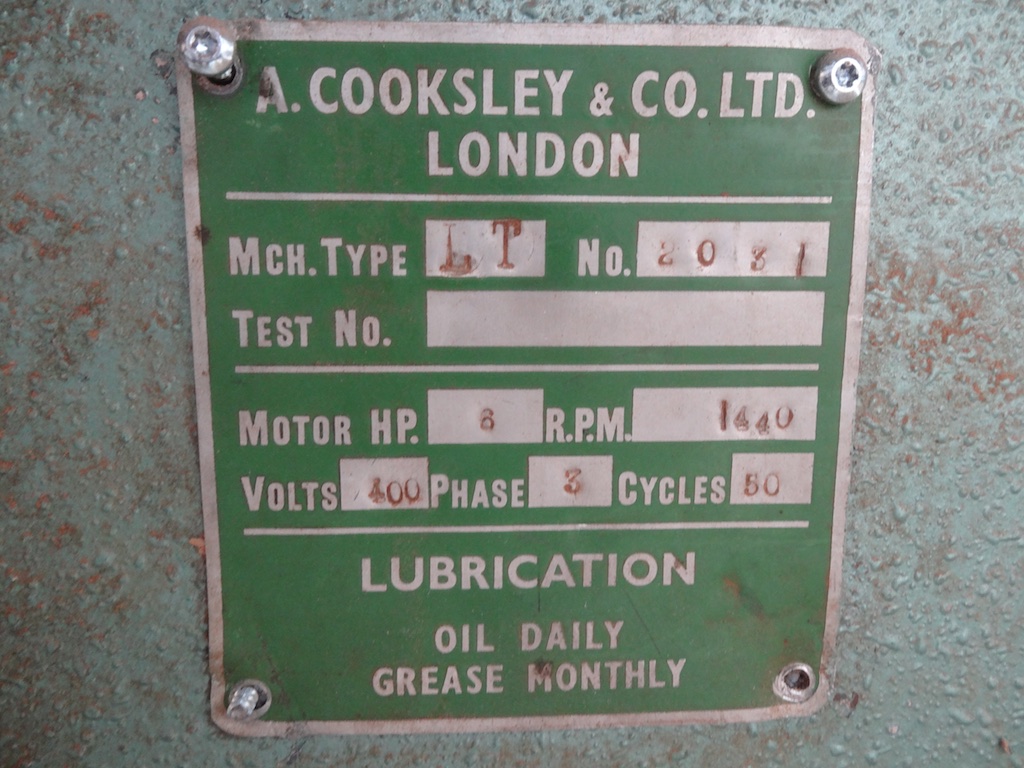 A. COOKSLEY & CO. LTD.
LONDON
MCH. TYPE LT No. 2031
TEST No.
MOTOR HP. 6 R.P.M. 1440
VOLTS 400 PHASE 3 CYCLES 50
LUBRICATION
OIL DAILY
GREASE MONTHLY